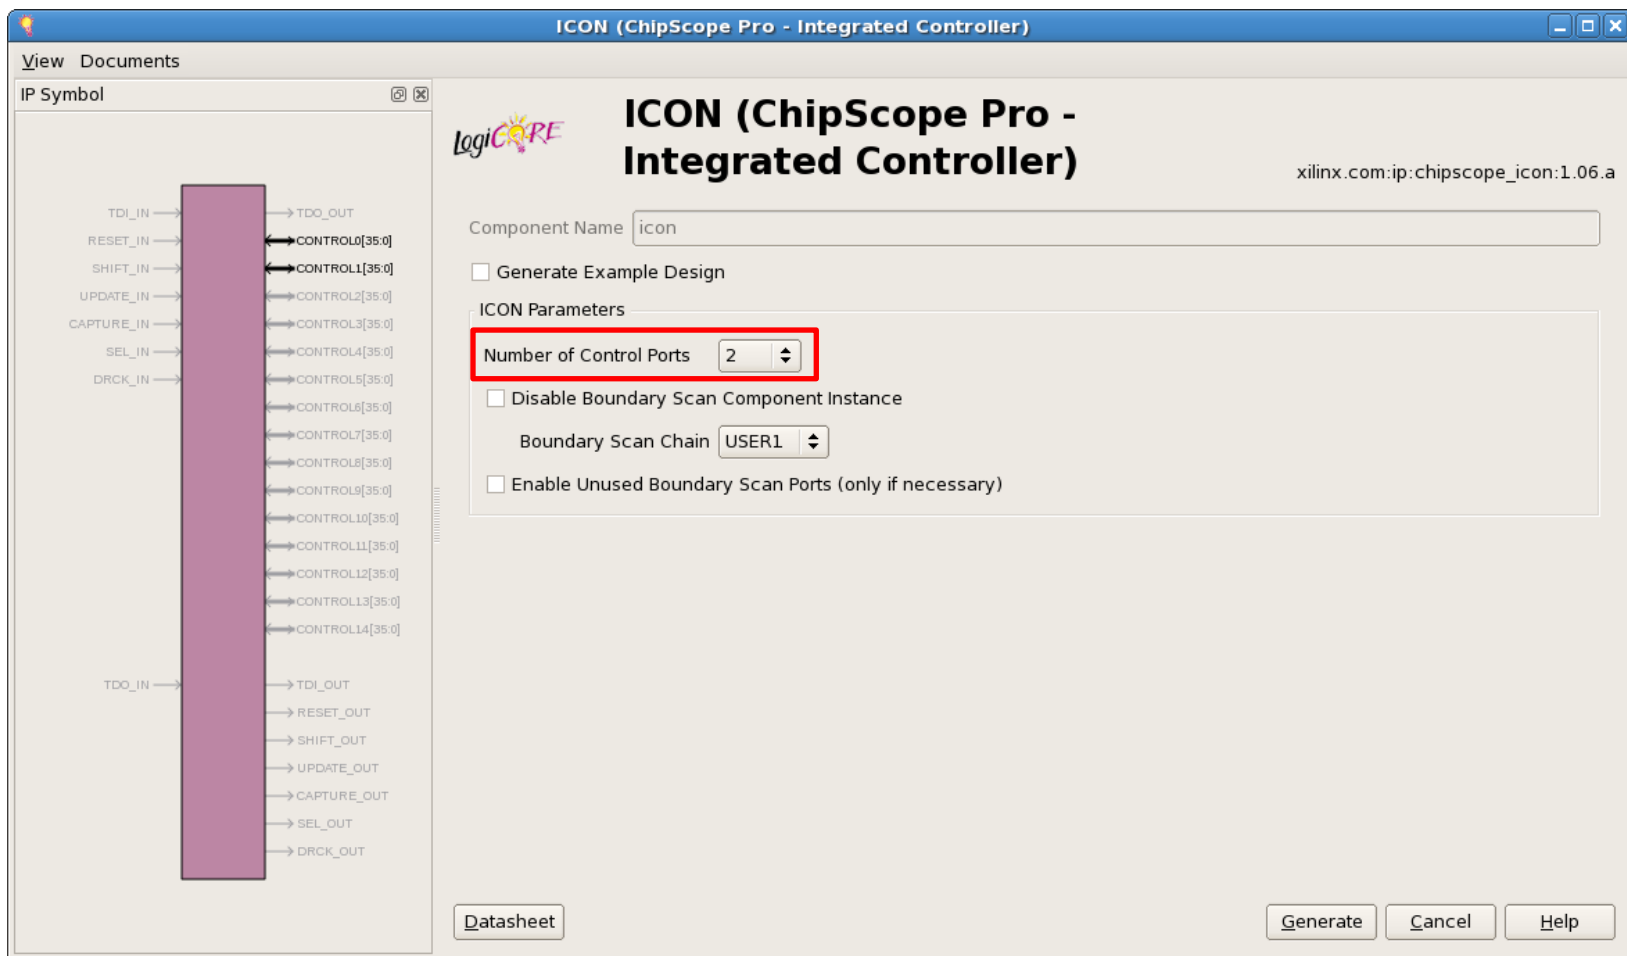 ICON (ChipScope Pro - Integrated Controller)
View Documents
IP Symbol
TDI_IN
RESET_IN
SHIFT_IN
UPDATE_IN
CAPTURE_IN
SEL_IN
DRCK_IN
TDO_IN
TDO_OUT
CONTROL0[35:0]
CONTROL1[35:0]
CONTROL2[35:0]
CONTROL3[35:0]
CONTROL4[35:0]
CONTROL5[35:0]
CONTROL6[35:0]
CONTROL7[35:0]
CONTROL8[35:0]
CONTROL9[35:0]
CONTROL10[35:0]
CONTROL11[35:0]
CONTROL12[35:0]
CONTROL13[35:0]
CONTROL14[35:0]
TDI_OUT
RESET_OUT
SHIFT_OUT
UPDATE_OUT
CAPTURE_OUT
SEL_OUT
DRCK_OUT
LogiCORE
ICON (ChipScope Pro -
Integrated Controller)
xilinx.com:ip:chipscope_icon:1.06.a
Component Name icon
Generate Example Design
ICON Parameters
Number of Control Ports 2
Disable Boundary Scan Component Instance
Boundary Scan Chain USER1
Enable Unused Boundary Scan Ports (only if necessary)
Datasheet Generate Cancel Help